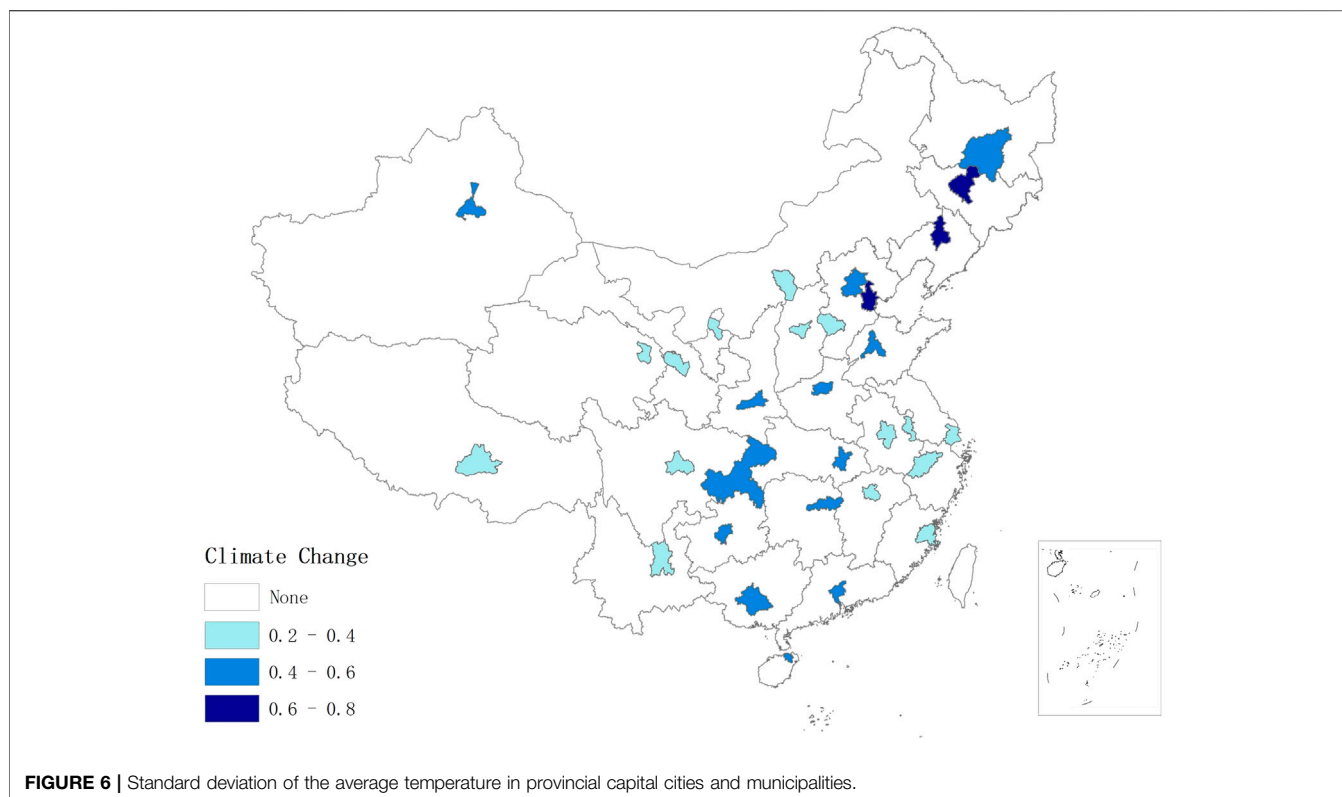 Climate Change
None
0.2 - 0.4
0.4 - 0.6
0.6 - 0.8
FIGURE 6 | Standard deviation of the average temperature in provincial capital cities and municipalities.